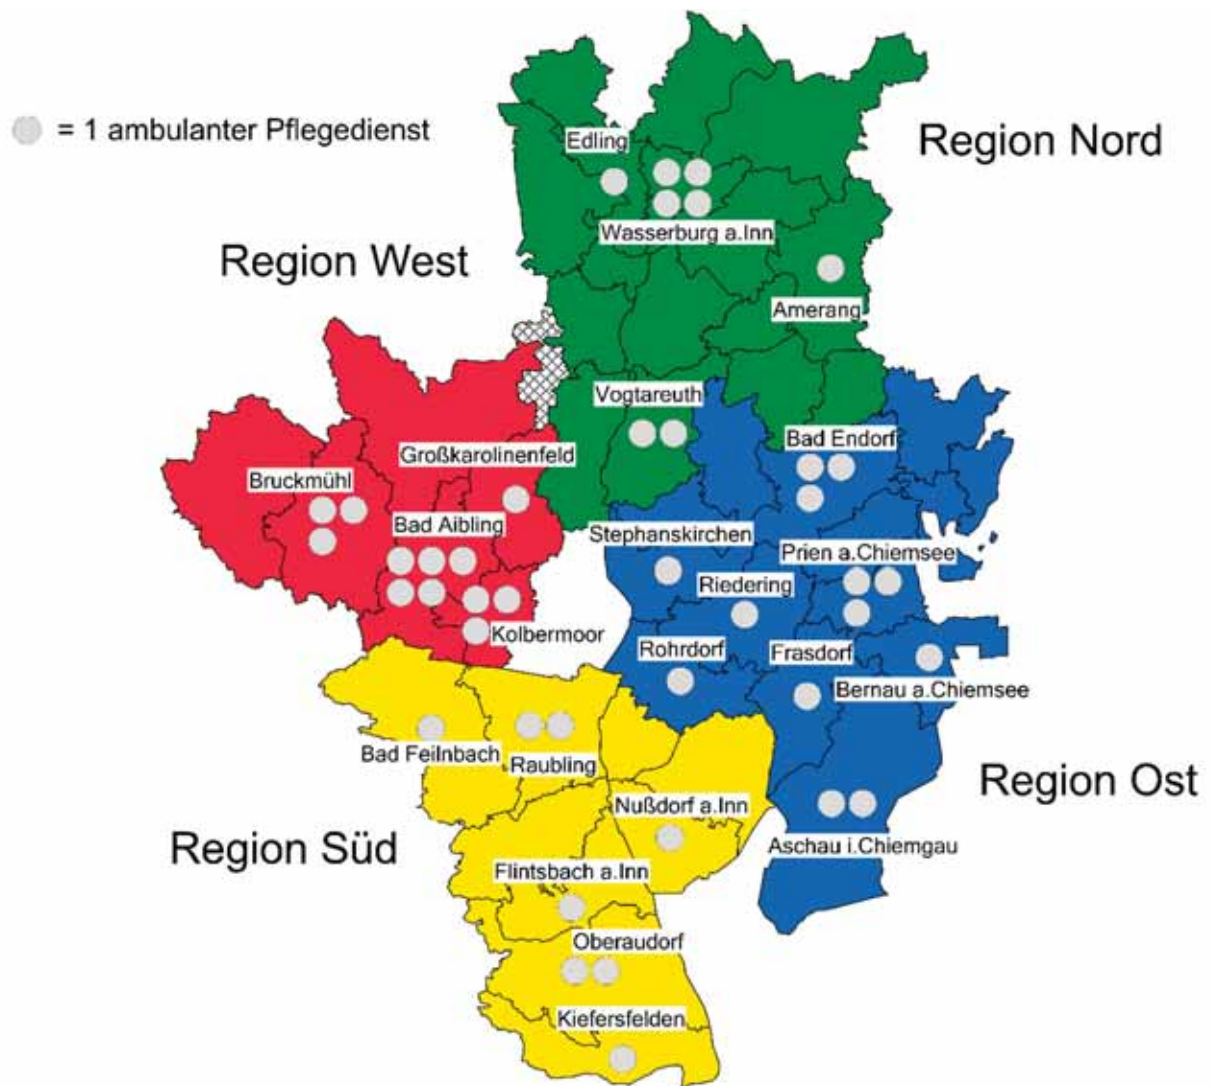 = 1 ambulanter Pflegedienst
Region Nord
Edling
Wasserburg a.Inn
Region West
Amerang
Vogtareuth
Bad Endorf
Großkarolinenfeld
Bruckmühl
Bad Aibling
Stephanskirchen
Prien a.Chiemsee
Riedering
Kolbermoor
Rohrdorf
Frasdorf
Bernau a.Chiemsee
Bad Feilnbach
Raubling
Region Ost
Nußdorf a.Inn
Region Süd
Aschau i.Chiemgau
Flintsbach a.Inn
Oberaudorf
Kiefersfelden